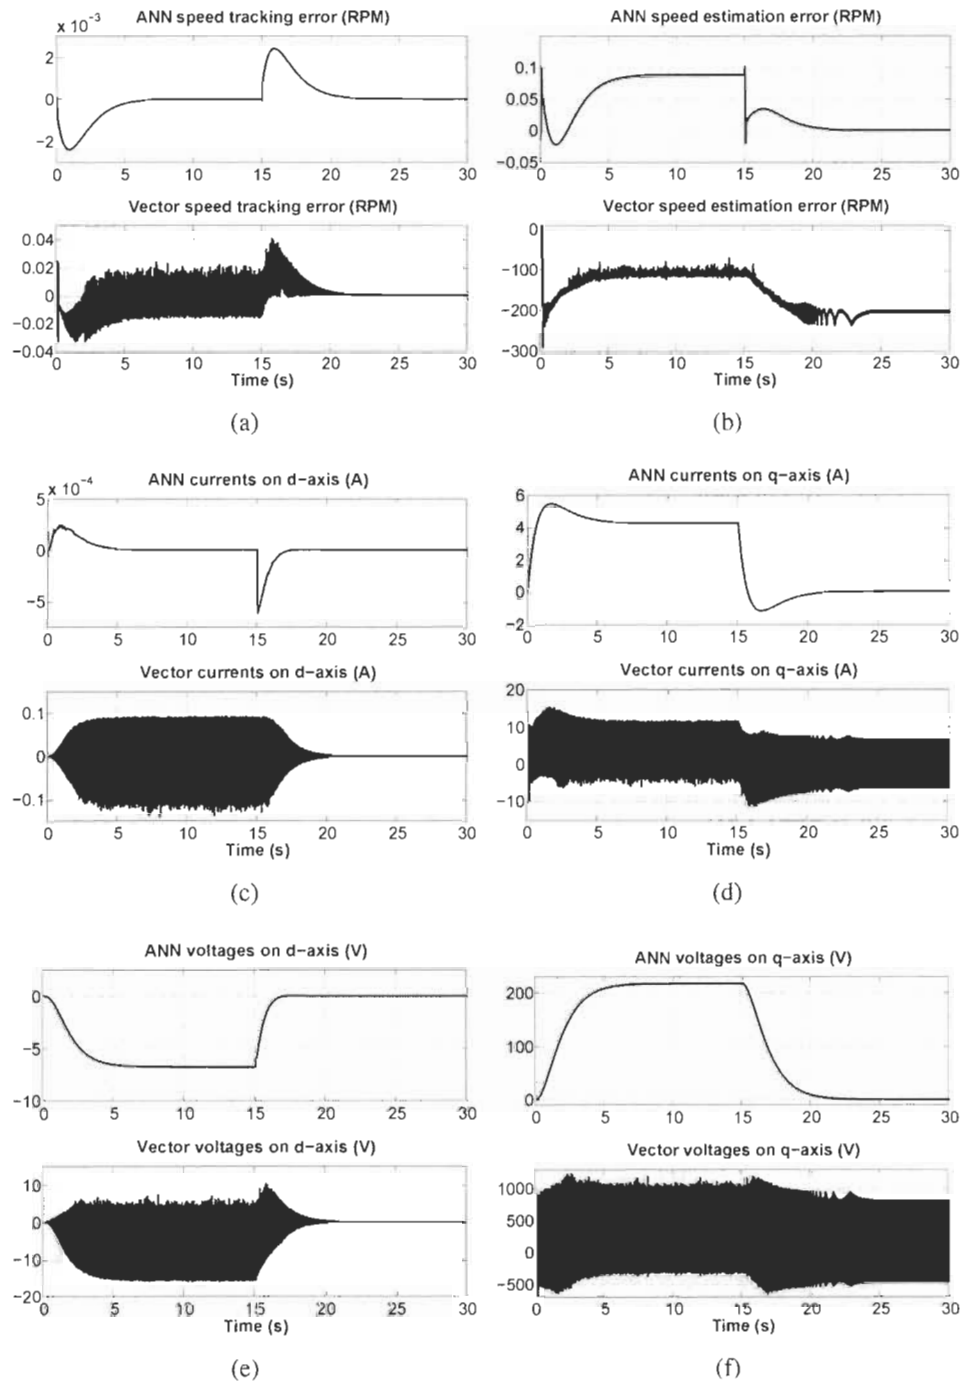 ANN speed tracking error (RPM)
× 10⁻³
2
0
−2
0 5 10 15 20 25 30
Vector speed tracking error (RPM)
0.04
0.02
0
−0.02
−0.04
0 5 10 15 20 25 30
Time (s)
(a)
ANN speed estimation error (RPM)
0.1
0.05
0
−0.05
0 5 10 15 20 25 30
Vector speed estimation error (RPM)
0
−100
−200
−300
0 5 10 15 20 25 30
Time (s)
(b)
ANN currents on d−axis (A)
× 10⁻⁴
5
0
−5
0 5 10 15 20 25 30
Vector currents on d−axis (A)
0.1
0
−0.1
0 5 10 15 20 25 30
Time (s)
(c)
ANN currents on q−axis (A)
6
4
2
0
−2
0 5 10 15 20 25 30
Vector currents on q−axis (A)
20
10
0
−10
0 5 10 15 20 25 30
Time (s)
(d)
ANN voltages on d−axis (V)
0
−5
−10
0 5 10 15 20 25 30
Vector voltages on d−axis (V)
10
0
−10
−20
0 5 10 15 20 25 30
Time (s)
(e)
ANN voltages on q−axis (V)
200
100
0
0 5 10 15 20 25 30
Vector voltages on q−axis (V)
1000
500
0
−500
0 5 10 15 20 25 30
Time (s)
(f)